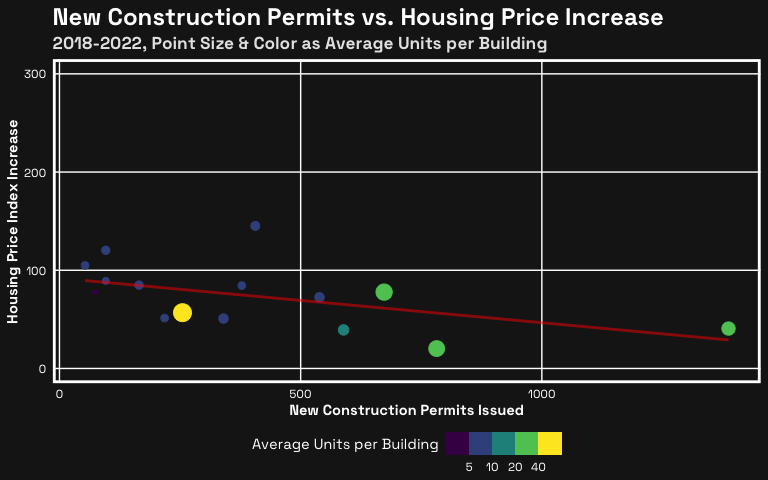 New Construction Permits vs. Housing Price Increase
2018-2022, Point Size & Color as Average Units per Building
Housing Price Index Increase
300
200
100
0
0 500 1000
New Construction Permits Issued
Average Units per Building
5 10 20 40